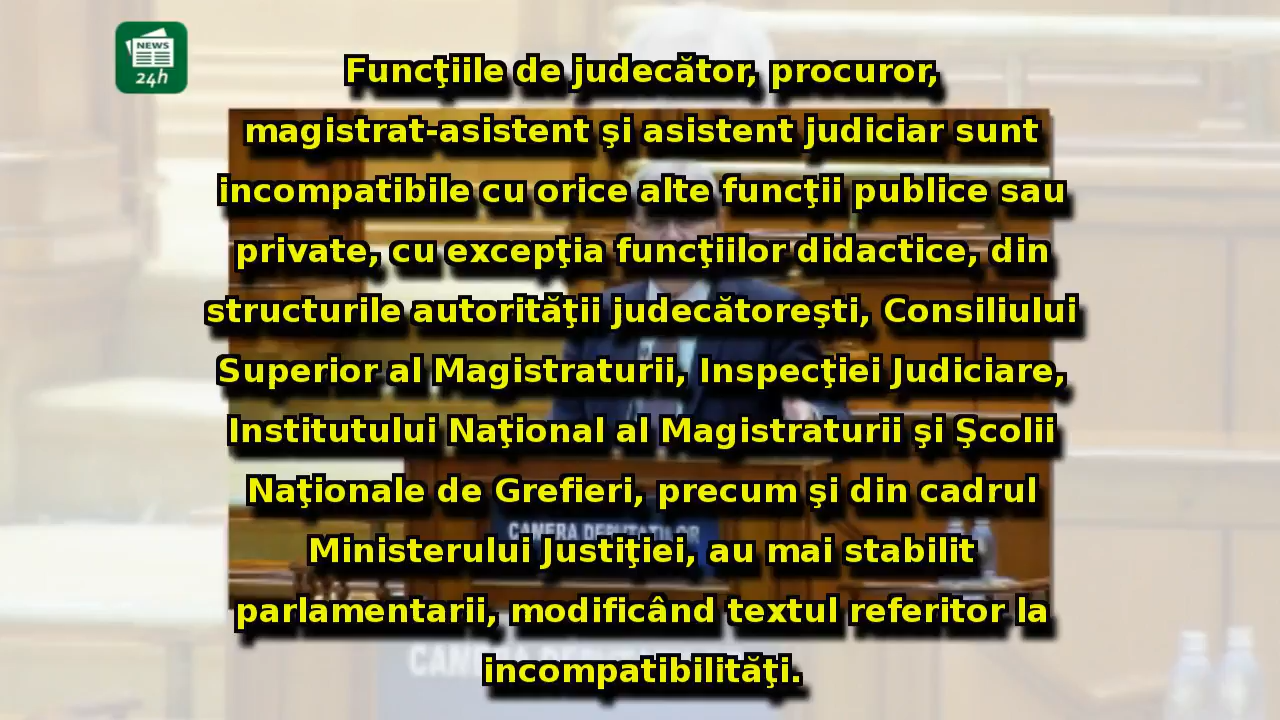 NEWS
24h
Funcţiile de judecător, procuror,
magistrat-asistent şi asistent judiciar sunt
incompatibile cu orice alte funcţii publice sau
private, cu excepţia funcţiilor didactice, din
structurile autorităţii judecătoreşti, Consiliului
Superior al Magistraturii, Inspecţiei Judiciare,
Institutului Naţional al Magistraturii şi Şcolii
Naţionale de Grefieri, precum şi din cadrul
CAMERA DEPUTAŢILOR
Ministerului Justiţiei, au mai stabilit
parlamentarii, modificând textul referitor la
incompatibilităţi.